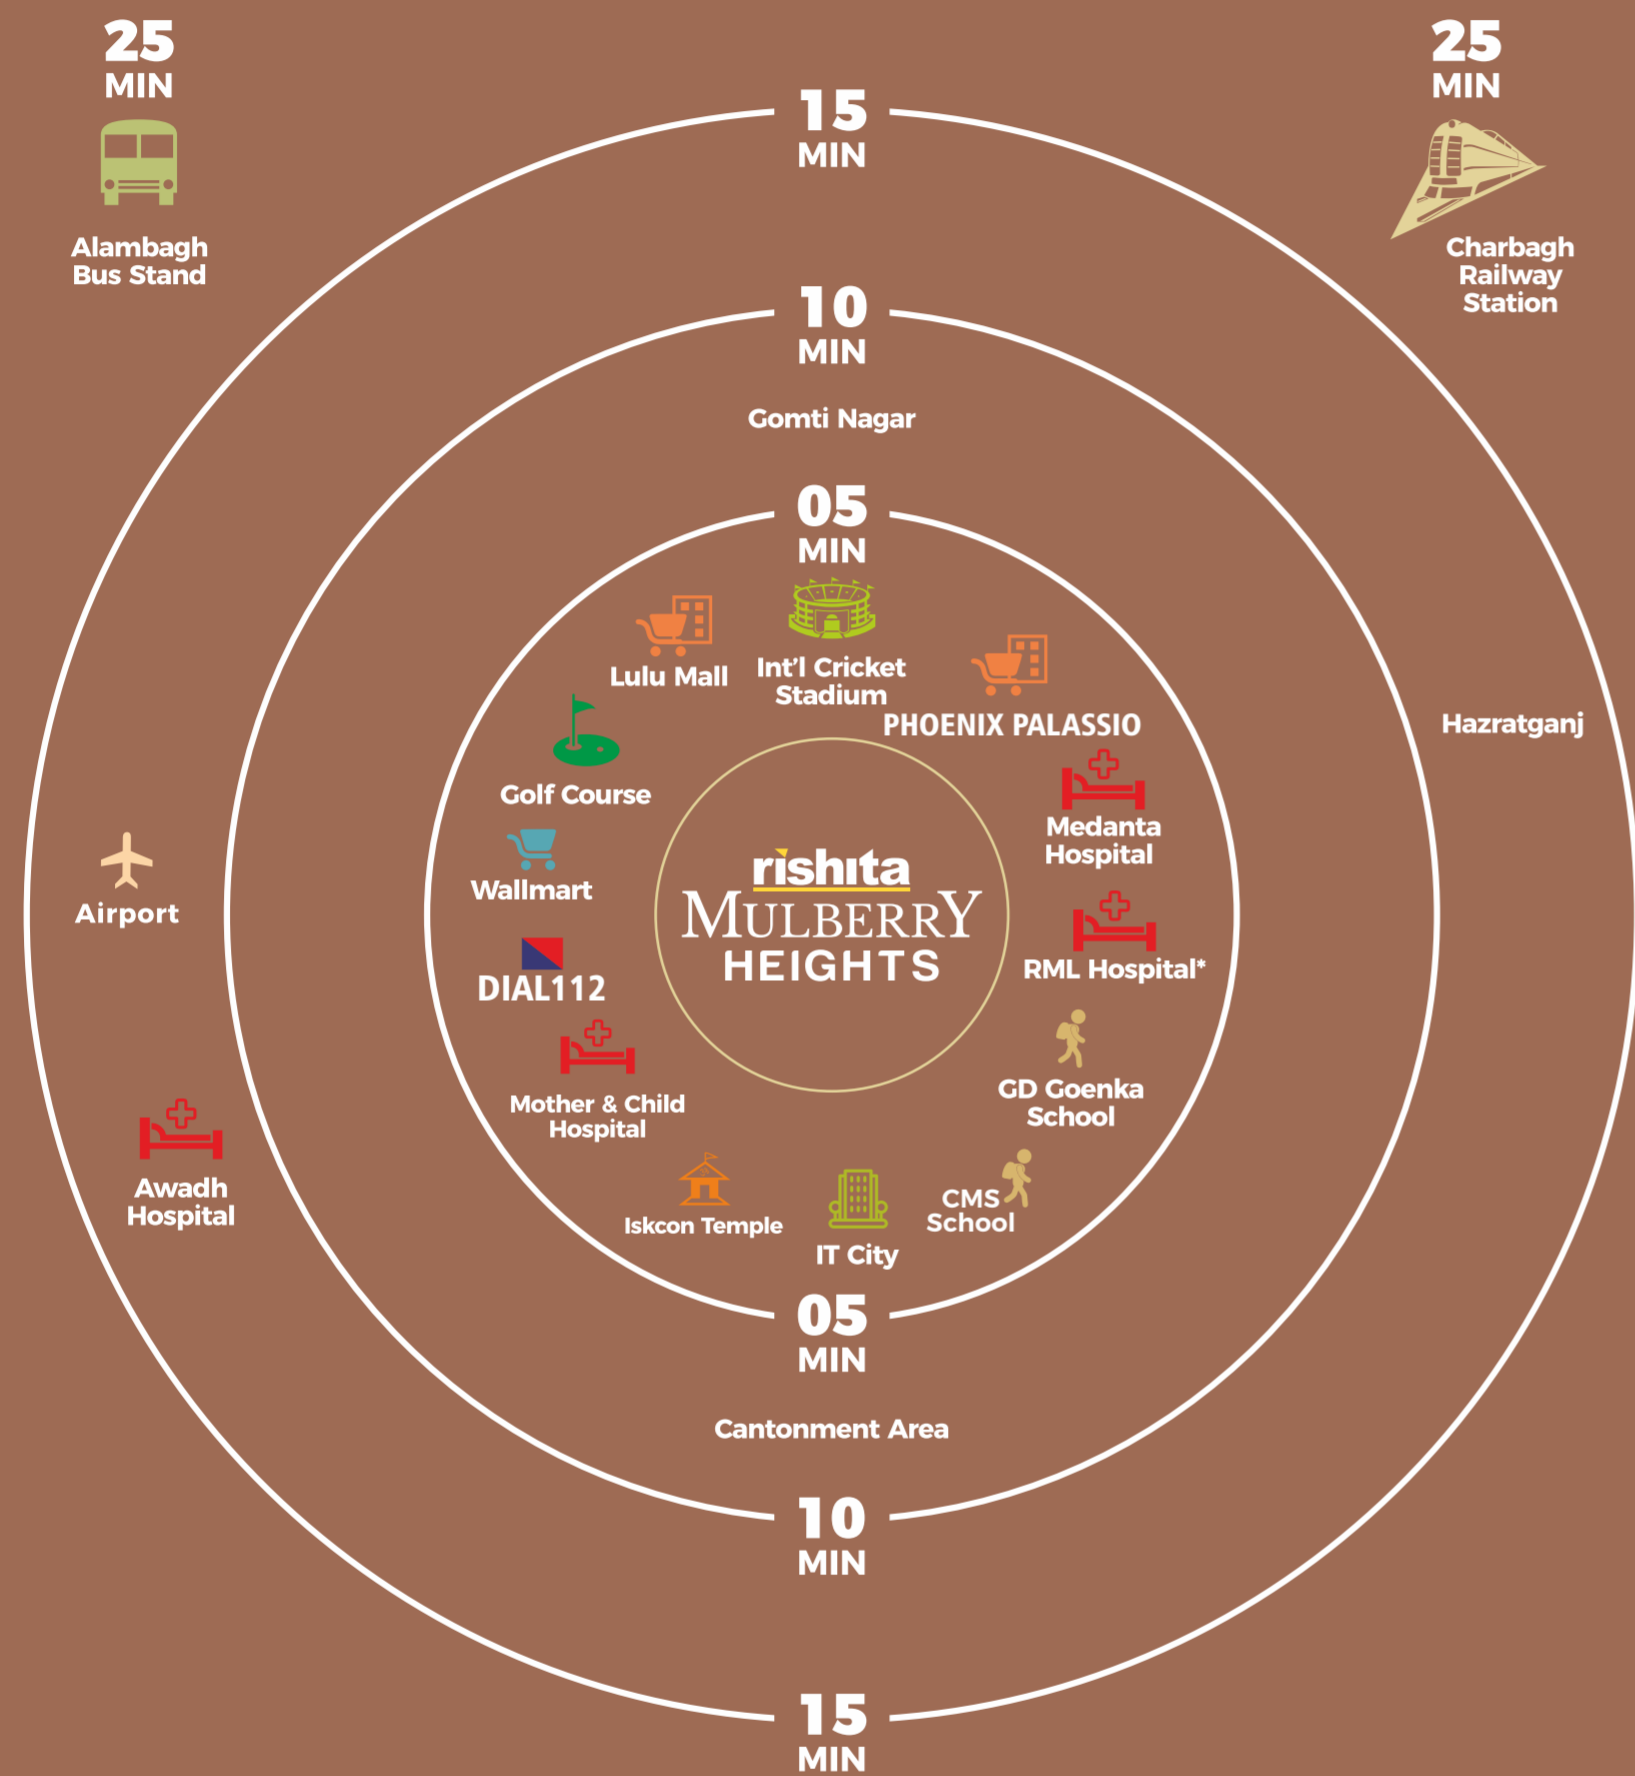 25
MIN
25
MIN
15
MIN
Alambagh
Bus Stand
Charbagh
Railway
Station
10
MIN
Gomti Nagar
05
MIN
Lulu Mall
Int'l Cricket
Stadium
PHOENIX PALASSIO
Hazratganj
Golf Course
Medanta
Hospital
Wallmart
rishita
MULBERRY
HEIGHTS
Airport
RML Hospital*
DIAL112
Mother & Child
Hospital
GD Goenka
School
Awadh
Hospital
Iskcon Temple
IT City
CMS
School
05
MIN
Cantonment Area
10
MIN
15
MIN